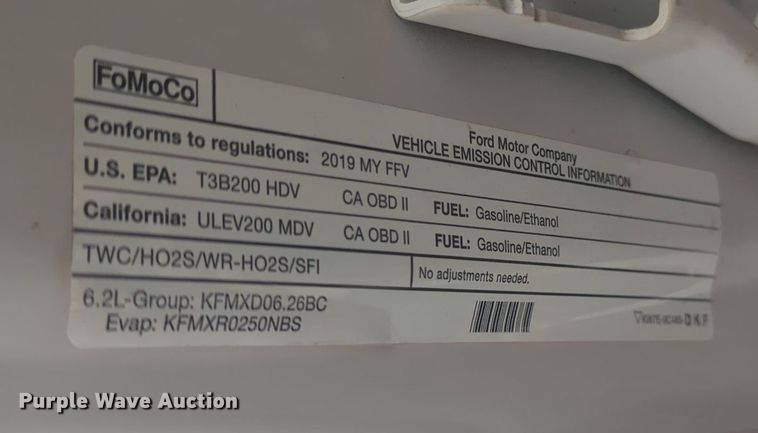 FoMoCo
Ford Motor Company
VEHICLE EMISSION CONTROL INFORMATION
Conforms to regulations: 2019 MY FFV
U.S. EPA: T3B200 HDV CA OBD II FUEL: Gasoline/Ethanol
California: ULEV200 MDV CA OBD II FUEL: Gasoline/Ethanol
TWC/HO2S/WR-HO2S/SFI No adjustments needed.
6.2L-Group: KFMXD06.26BC
Evap: KFMXR0250NBS
Purple Wave Auction